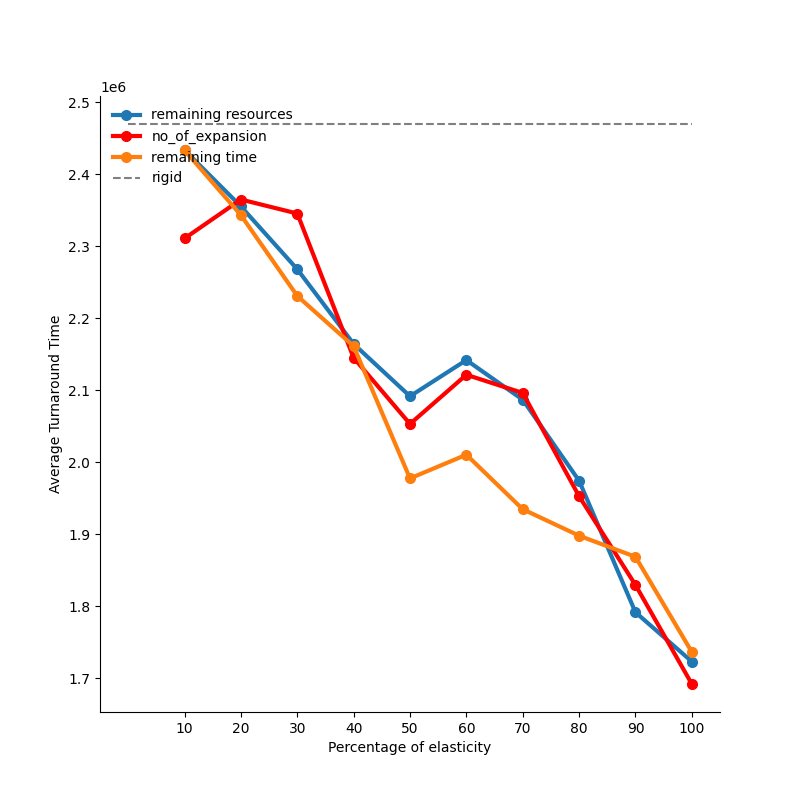 1e6
2.5
2.4
2.3
2.2
2.1
2.0
1.9
1.8
1.7
Average Turnaround Time
remaining resources
no_of_expansion
remaining time
rigid
10 20 30 40 50 60 70 80 90 100
Percentage of elasticity